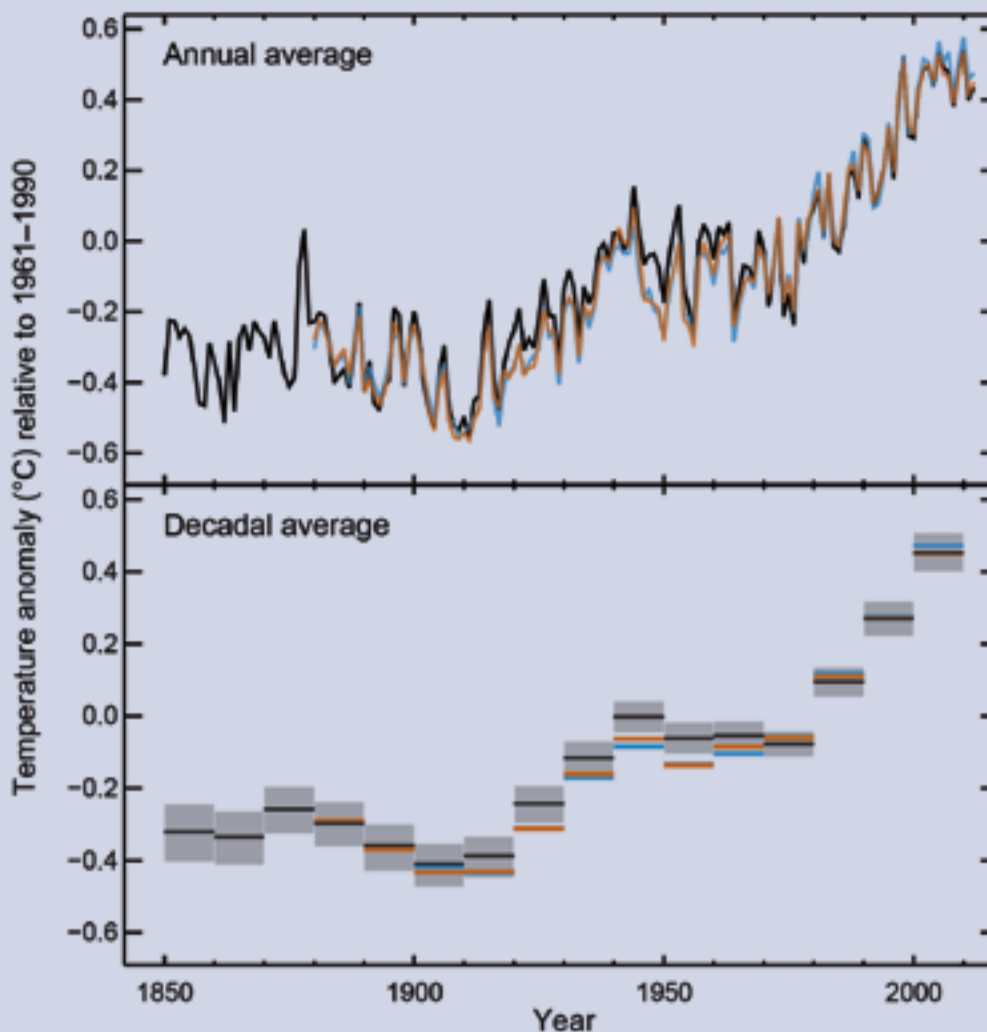 Temperature anomaly (°C) relative to 1961–1990
Annual average
0.6
0.4
0.2
0.0
−0.2
−0.4
−0.6
Decadal average
0.6
0.4
0.2
0.0
−0.2
−0.4
−0.6
1850 1900 1950 2000
Year